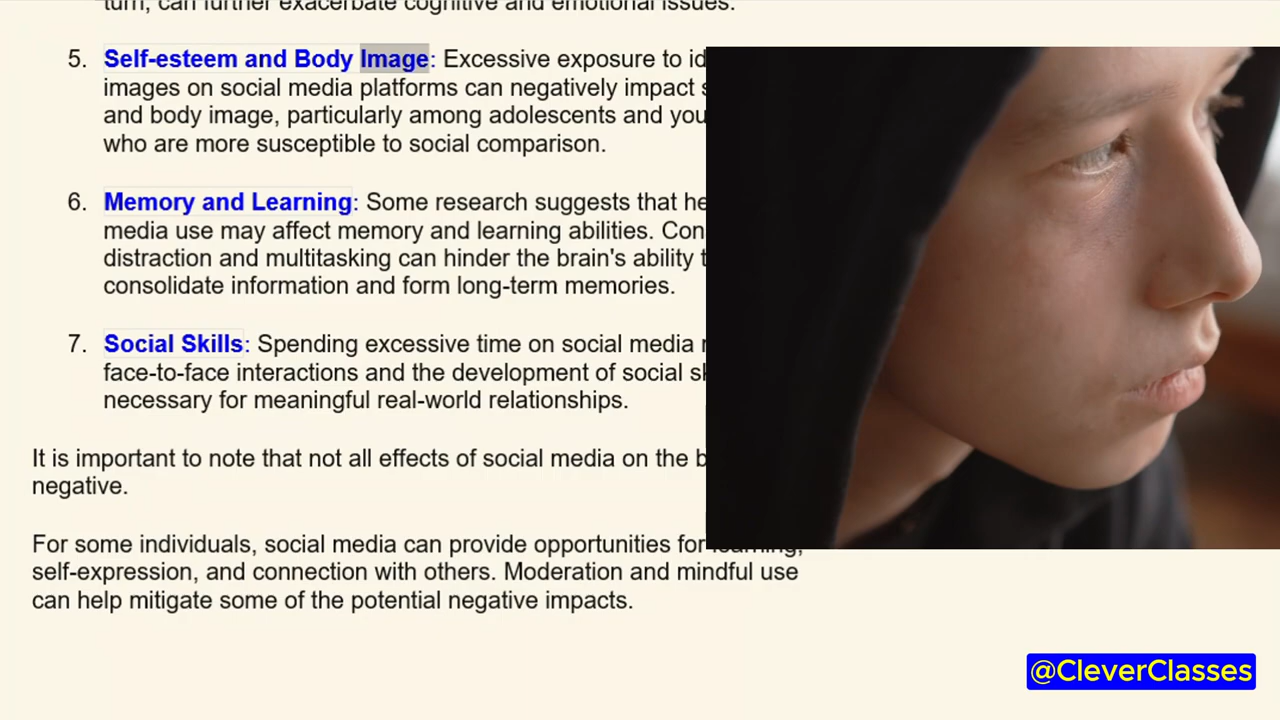 turn, can further exacerbate cognitive and emotional issues.
5. Self-esteem and Body Image: Excessive exposure to
images on social media platforms can negatively impact
and body image, particularly among adolescents and
who are more susceptible to social comparison.
6. Memory and Learning: Some research suggests that
media use may affect memory and learning abilities.
distraction and multitasking can hinder the brain's ability
consolidate information and form long-term memories.
7. Social Skills: Spending excessive time on social media
face-to-face interactions and the development of social
necessary for meaningful real-world relationships.
It is important to note that not all effects of social media on the
negative.
For some individuals, social media can provide opportunities for learning,
self-expression, and connection with others. Moderation and mindful use
can help mitigate some of the potential negative impacts.
@CleverClasses